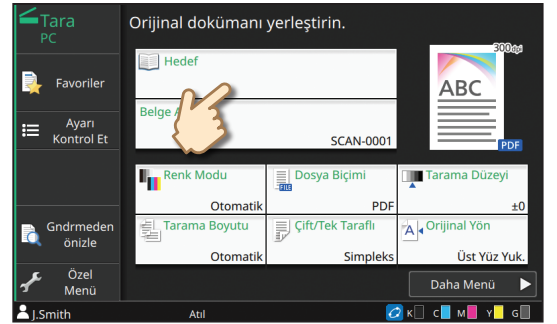 Tara
PC
Orijinal dokümanı yerleştirin.
Favoriler
Ayarı
Kontrol Et
Gndrmeden
önizle
Özel
Menü
Hedef
Belge
SCAN-0001
300dpi
ABC
PDF
Renk Modu
Otomatik
Dosya Biçimi
FILE
PDF
Tarama Düzeyi
±0
Tarama Boyutu
Otomatik
Çift/Tek Taraflı
Simpleks
A
Orijinal Yön
Üst Yüz Yuk.
Daha Menü
J.Smith
Atıl
K C M Y G